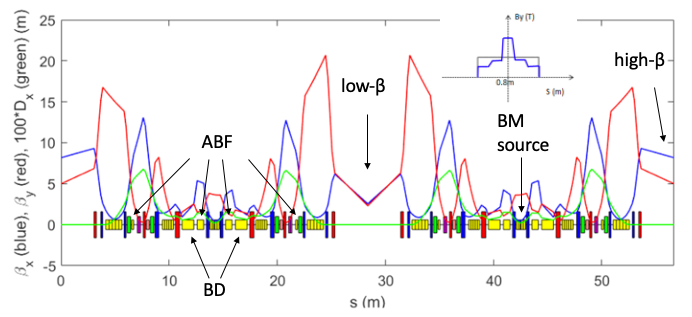 25
20
15
10
5
0
-5
βx (blue), βy (red), 100*Dx (green) (m)
By (T)
0.8m
S (m)
low-β
high-β
ABF
BM
source
BD
0 10 20 30 40 50
s (m)